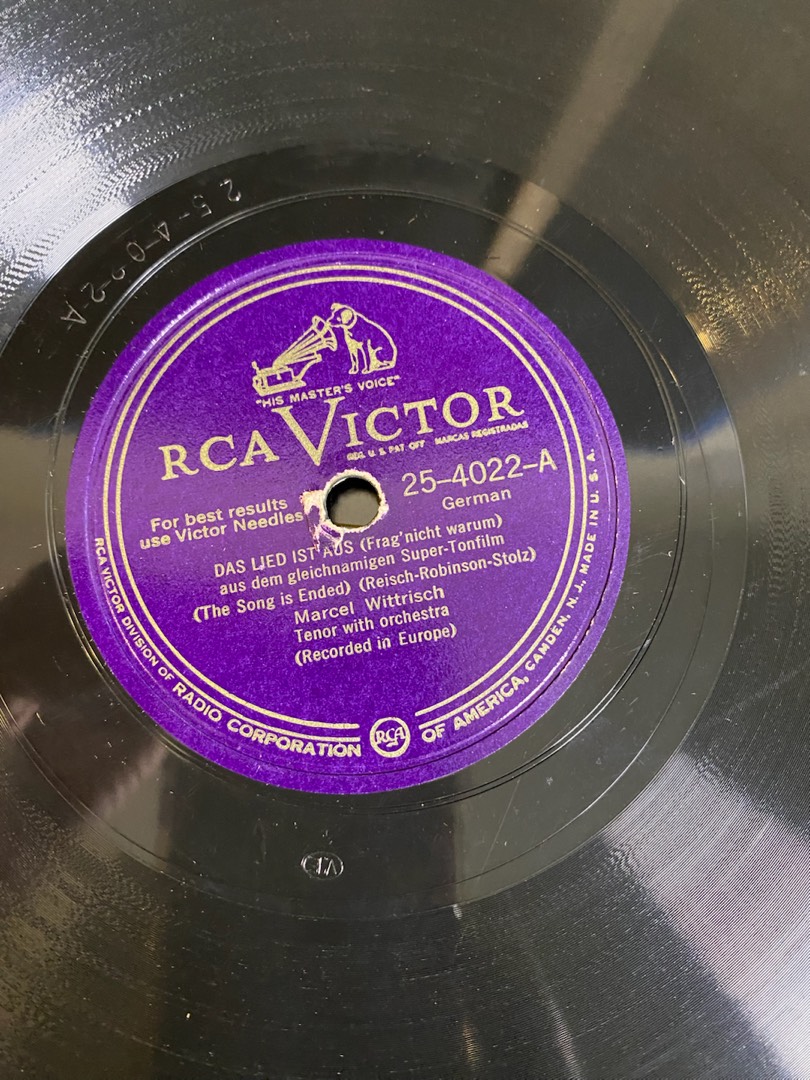 25-4022A
"HIS MASTER'S VOICE"
RCA VICTOR
REG. U.S. PAT. OFF. MARCAS REGISTRADAS
For best results
use Victor Needles
25-4022-A
German
DAS LIED IST AUS (Frag' nicht warum)
aus dem gleichnamigen Super-Tonfilm
(The Song is Ended) (Reisch-Robinson-Stolz)
Marcel Wittrisch
Tenor with orchestra
(Recorded in Europe)
RCA VICTOR DIVISION OF RADIO CORPORATION OF AMERICA, CAMDEN, N. J., MADE IN U. S. A.
RCA